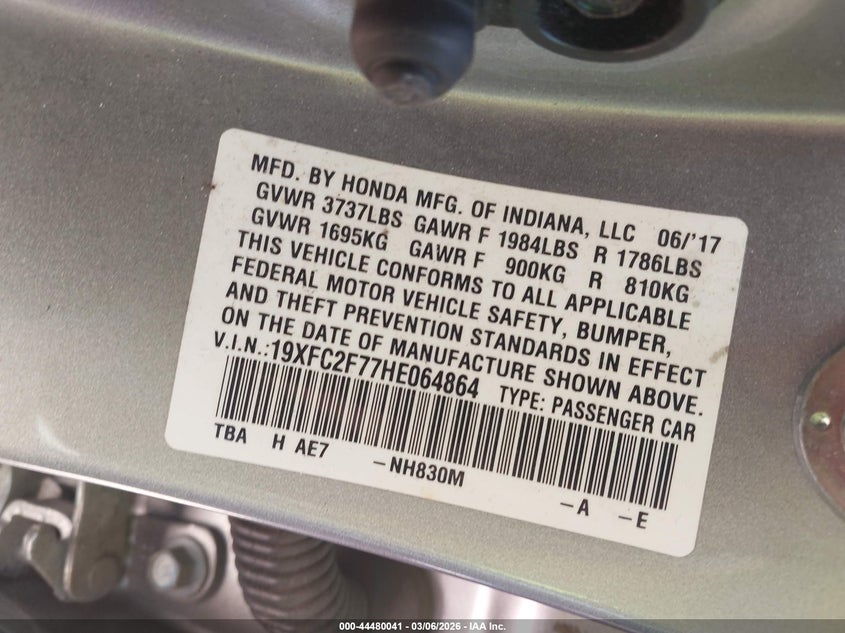 MFD. BY HONDA MFG. OF INDIANA, LLC 06/'17
GVWR 3737LBS GAWR F 1984LBS R 1786LBS
GVWR 1695KG GAWR F 900KG R 810KG
THIS VEHICLE CONFORMS TO ALL APPLICABLE
FEDERAL MOTOR VEHICLE SAFETY, BUMPER,
AND THEFT PREVENTION STANDARDS IN EFFECT
ON THE DATE OF MANUFACTURE SHOWN ABOVE.
V.I.N.:19XFC2F77HE064864 TYPE: PASSENGER CAR
TBA H AE7 -NH830M -A -E
000-44480041 - 03/06/2026 - IAA Inc.